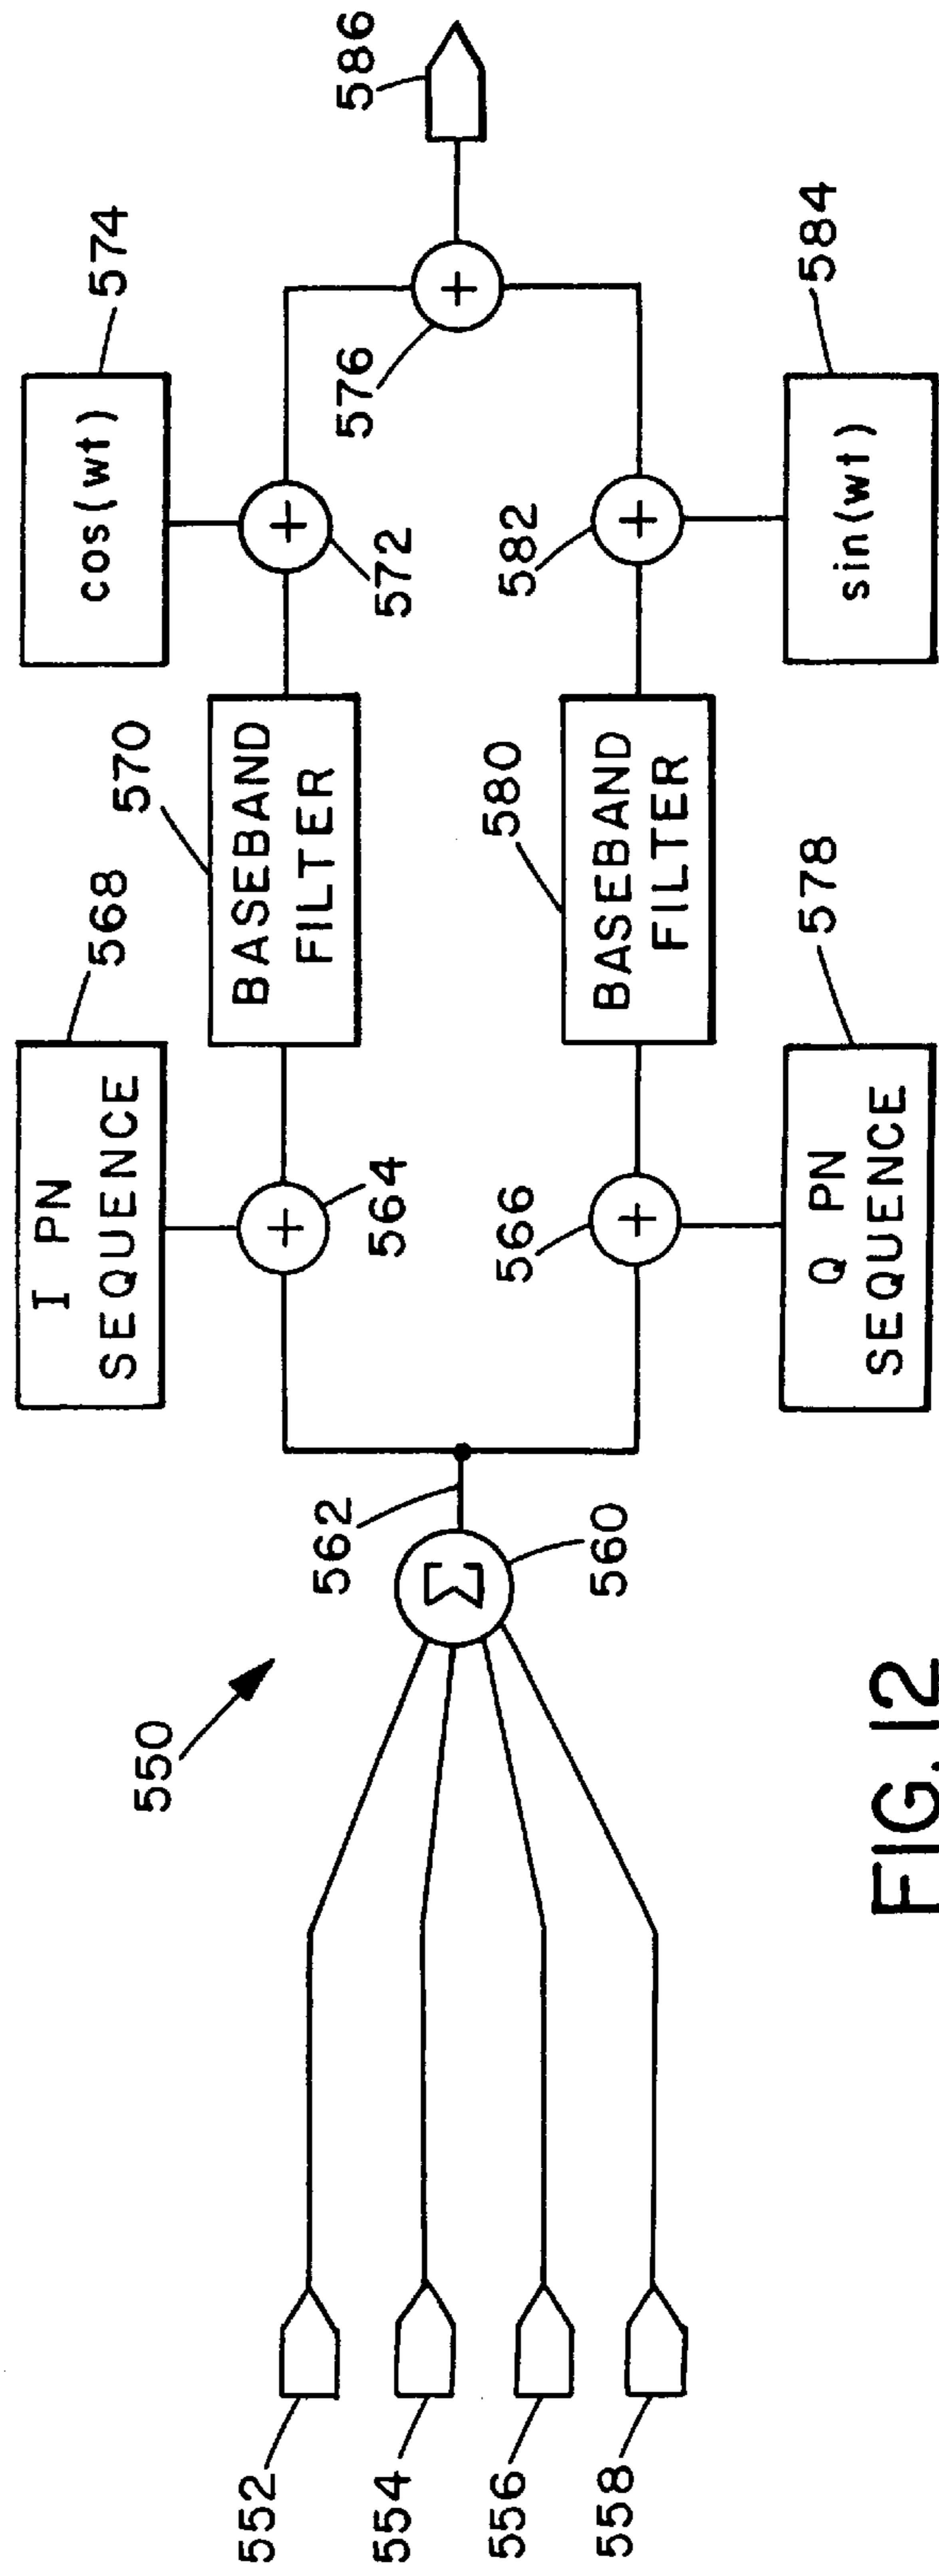 550
552
554
556
558
560
562
I PN
SEQUENCE
568
+
564
BASEBAND
FILTER
570
+
572
cos(wt)
574
Σ
+
576
586
+
566
Q PN
SEQUENCE
578
BASEBAND
FILTER
580
+
582
sin(wt)
584
FIG. 12